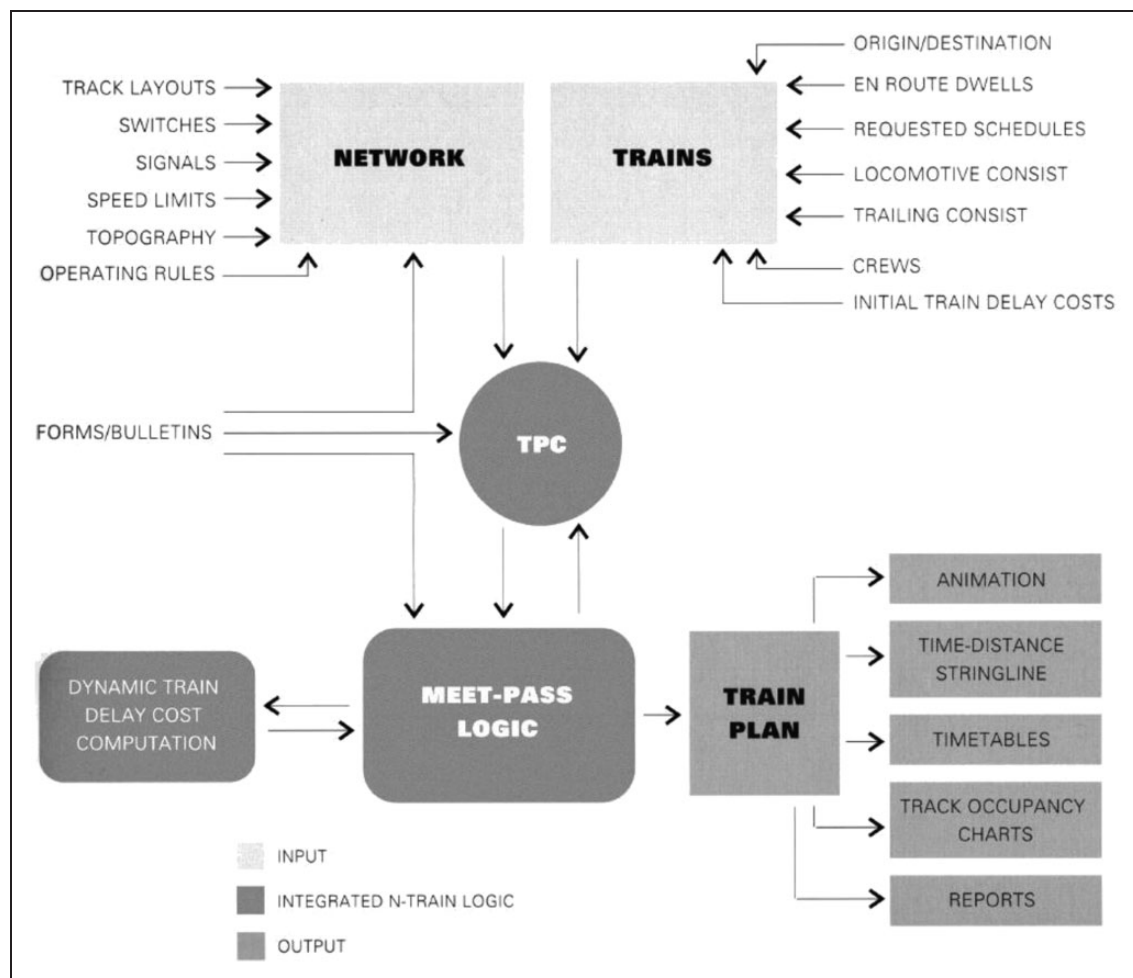 TRACK LAYOUTS
SWITCHES
SIGNALS
SPEED LIMITS
TOPOGRAPHY
OPERATING RULES
NETWORK
TRAINS
ORIGIN/DESTINATION
EN ROUTE DWELLS
REQUESTED SCHEDULES
LOCOMOTIVE CONSIST
TRAILING CONSIST
CREWS
INITIAL TRAIN DELAY COSTS
FORMS/BULLETINS
TPC
DYNAMIC TRAIN
DELAY COST
COMPUTATION
MEET-PASS
LOGIC
TRAIN
PLAN
ANIMATION
TIME-DISTANCE
STRINGLINE
TIMETABLES
TRACK OCCUPANCY
CHARTS
REPORTS
INPUT
INTEGRATED N-TRAIN LOGIC
OUTPUT